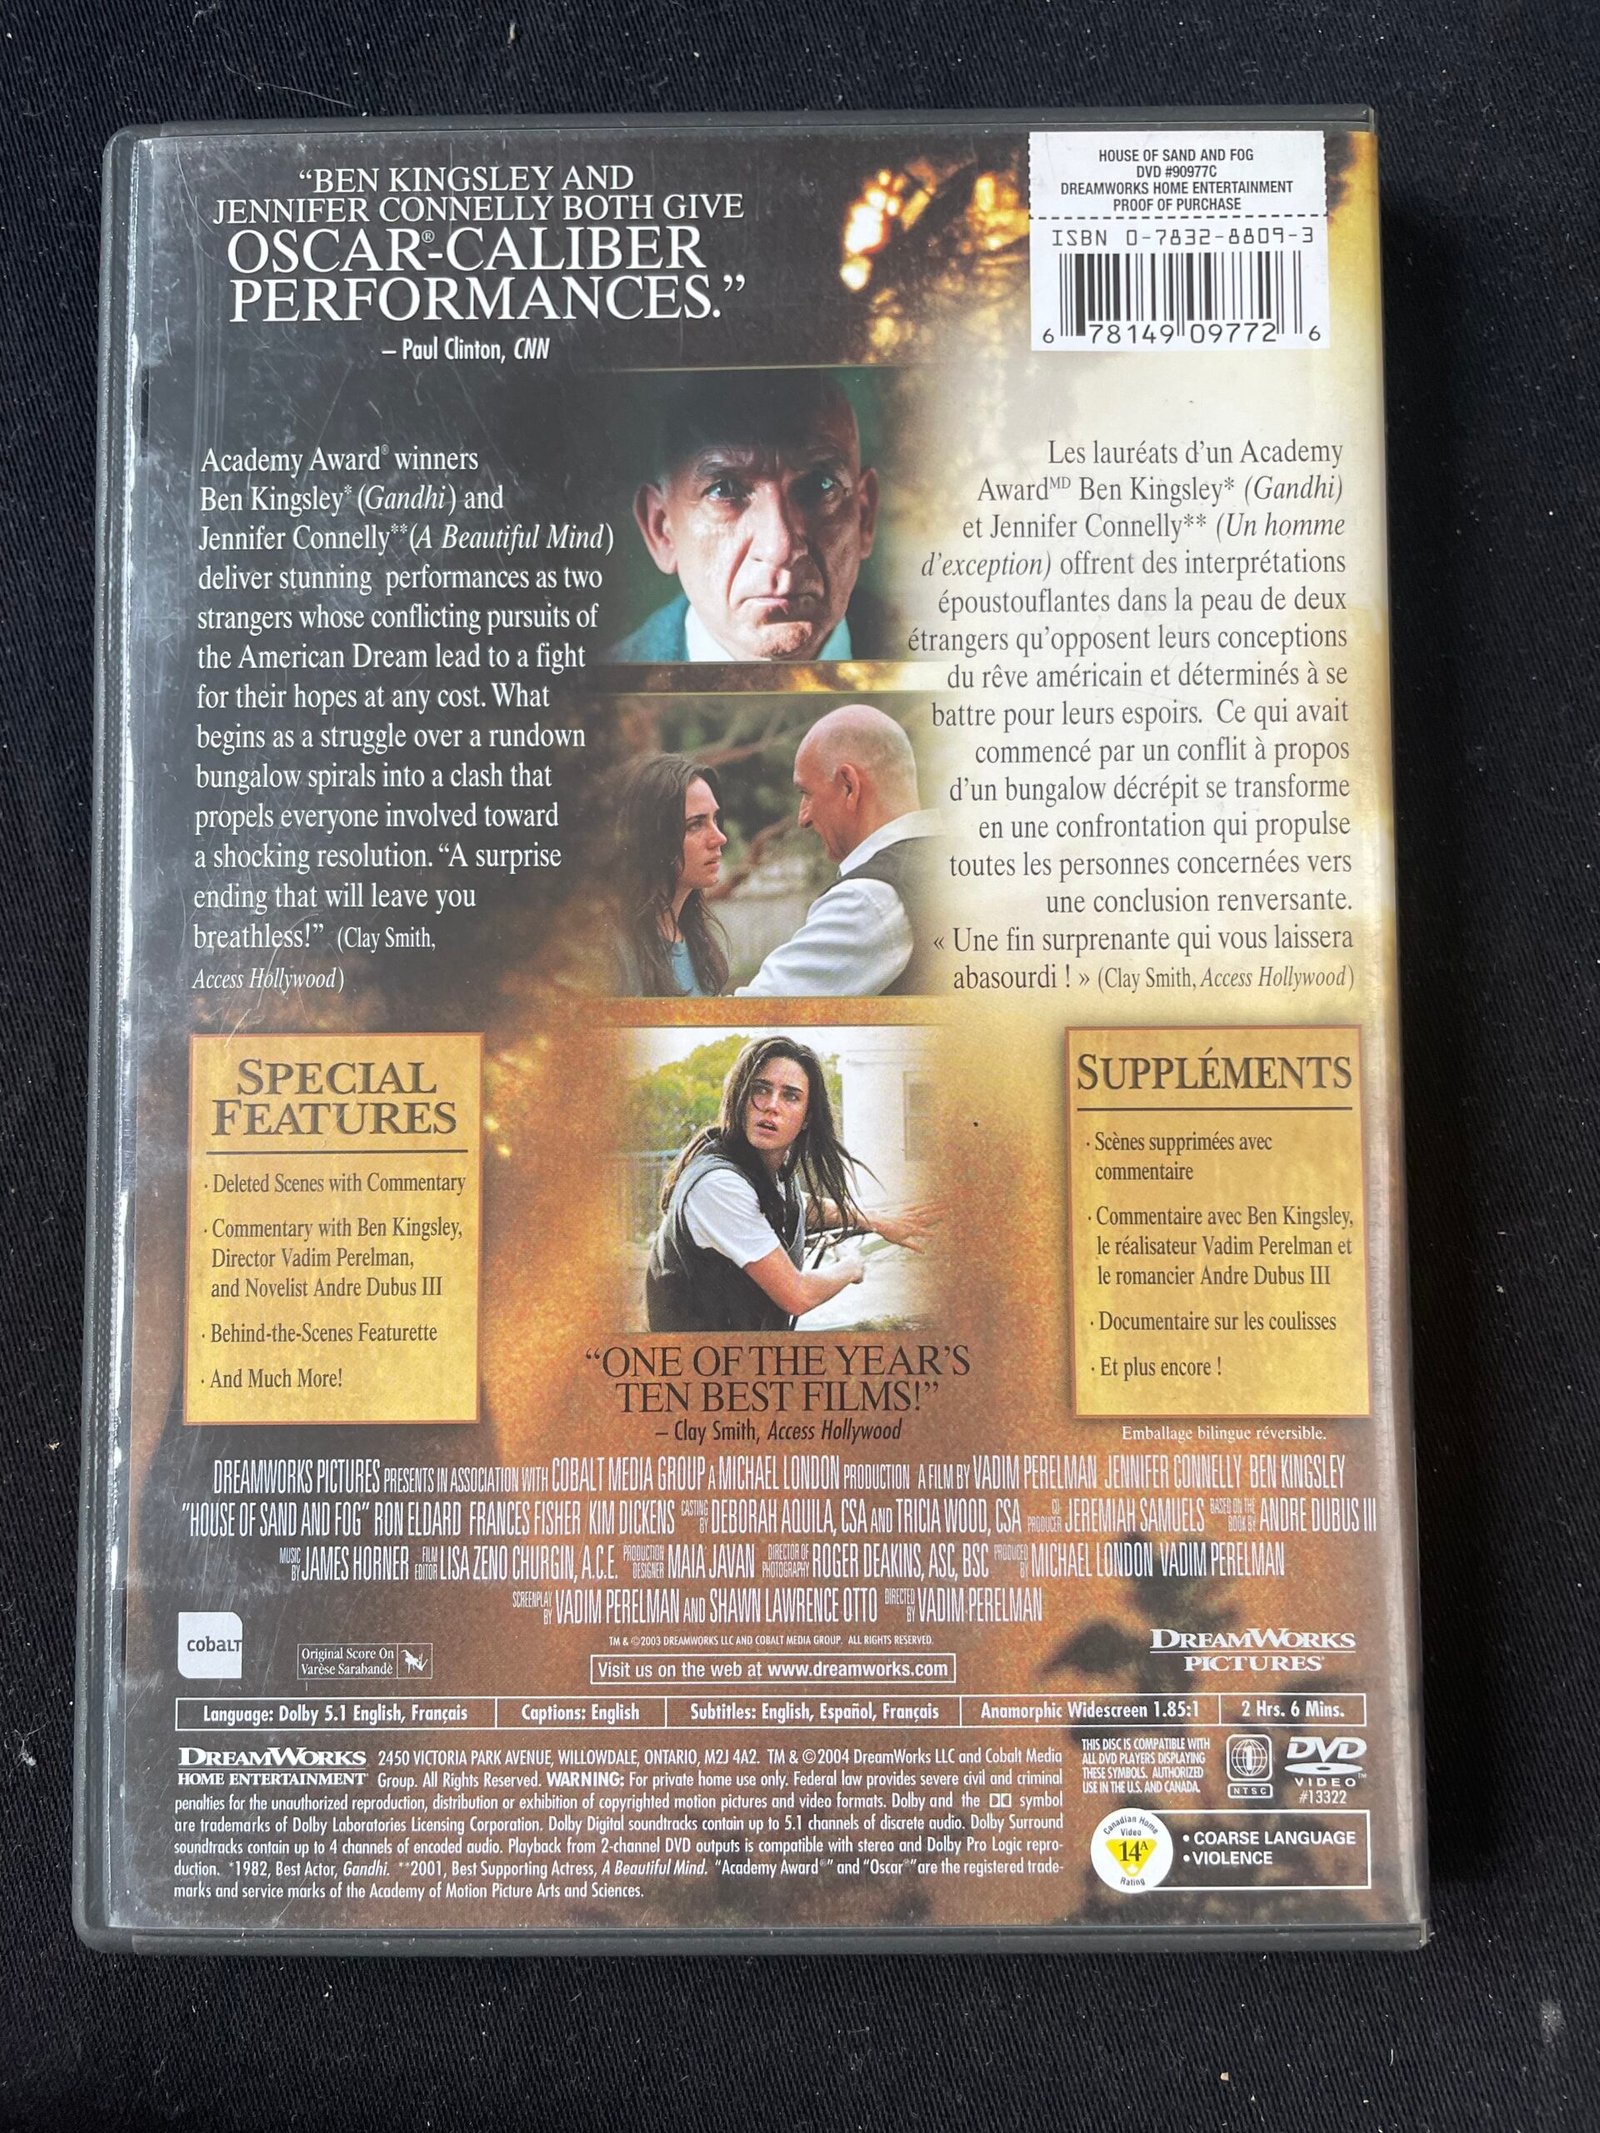 “BEN KINGSLEY AND
JENNIFER CONNELLY BOTH GIVE
OSCAR®-CALIBER
PERFORMANCES.”
– Paul Clinton, CNN
HOUSE OF SAND AND FOG
DVD #90977C
DREAMWORKS HOME ENTERTAINMENT
PROOF OF PURCHASE
ISBN 0-7832-8809-3
6 78149 09772 6
Academy Award® winners
Ben Kingsley* (Gandhi) and
Jennifer Connelly**(A Beautiful Mind)
deliver stunning performances as two
strangers whose conflicting pursuits of
the American Dream lead to a fight
for their hopes at any cost. What
begins as a struggle over a rundown
bungalow spirals into a clash that
propels everyone involved toward
a shocking resolution. “A surprise
ending that will leave you
breathless!” (Clay Smith,
Access Hollywood)
Les lauréats d’un Academy
AwardMD Ben Kingsley* (Gandhi)
et Jennifer Connelly** (Un homme
d’exception) offrent des interprétations
époustouflantes dans la peau de deux
étrangers qu’opposent leurs conceptions
du rêve américain et déterminés à se
battre pour leurs espoirs. Ce qui avait
commencé par un conflit à propos
d’un bungalow décrépit se transforme
en une confrontation qui propulse
toutes les personnes concernées vers
une conclusion renversante.
« Une fin surprenante qui vous laissera
abasourdi ! » (Clay Smith, Access Hollywood)
SPECIAL
FEATURES
· Deleted Scenes with Commentary
· Commentary with Ben Kingsley,
Director Vadim Perelman,
and Novelist Andre Dubus III
· Behind-the-Scenes Featurette
· And Much More!
“ONE OF THE YEAR’S
TEN BEST FILMS!”
– Clay Smith, Access Hollywood
SUPPLÉMENTS
· Scènes supprimées avec
commentaire
· Commentaire avec Ben Kingsley,
le réalisateur Vadim Perelman et
le romancier Andre Dubus III
· Documentaire sur les coulisses
· Et plus encore !
Emballage bilingue réversible.
DREAMWORKS PICTURES PRESENTS IN ASSOCIATION WITH COBALT MEDIA GROUP A MICHAEL LONDON PRODUCTION A FILM BY VADIM PERELMAN JENNIFER CONNELLY BEN KINGSLEY
"HOUSE OF SAND AND FOG" RON ELDARD FRANCES FISHER KIM DICKENS CASTING BY DEBORAH AQUILA, CSA AND TRICIA WOOD, CSA CO-PRODUCER JEREMIAH SAMUELS BASED ON THE BOOK BY ANDRE DUBUS III
MUSIC BY JAMES HORNER FILM EDITOR LISA ZENO CHURGIN, A.C.E. PRODUCTION DESIGNER MAIA JAVAN DIRECTOR OF PHOTOGRAPHY ROGER DEAKINS, ASC, BSC PRODUCED BY MICHAEL LONDON VADIM PERELMAN
SCREENPLAY BY VADIM PERELMAN AND SHAWN LAWRENCE OTTO DIRECTED BY VADIM PERELMAN
cobalt
Original Score On
Varèse Sarabande
TM & ©2003 DREAMWORKS LLC AND COBALT MEDIA GROUP. ALL RIGHTS RESERVED.
Visit us on the web at www.dreamworks.com
DREAMWORKS
PICTURES
Language: Dolby 5.1 English, Français
Captions: English
Subtitles: English, Español, Français
Anamorphic Widescreen 1.85:1
2 Hrs. 6 Mins.
DREAMWORKS
HOME ENTERTAINMENT
2450 VICTORIA PARK AVENUE, WILLOWDALE, ONTARIO, M2J 4A2. TM & ©2004 DreamWorks LLC and Cobalt Media
Group. All Rights Reserved. WARNING: For private home use only. Federal law provides severe civil and criminal
penalties for the unauthorized reproduction, distribution or exhibition of copyrighted motion pictures and video formats. Dolby and the symbol
are trademarks of Dolby Laboratories Licensing Corporation. Dolby Digital soundtracks contain up to 5.1 channels of discrete audio. Dolby Surround
soundtracks contain up to 4 channels of encoded audio. Playback from 2-channel DVD outputs is compatible with stereo and Dolby Pro Logic repro-
duction. *1982, Best Actor, Gandhi. **2001, Best Supporting Actress, A Beautiful Mind. “Academy Award®” and “Oscar®” are the registered trade-
marks and service marks of the Academy of Motion Picture Arts and Sciences.
THIS DISC IS COMPATIBLE WITH
ALL DVD PLAYERS DISPLAYING
THESE SYMBOLS. AUTHORIZED
USE IN THE U.S. AND CANADA.
1
NTSC
DVD
VIDEO™
#13322
Canadian Home
Video
14A
Rating
• COARSE LANGUAGE
• VIOLENCE